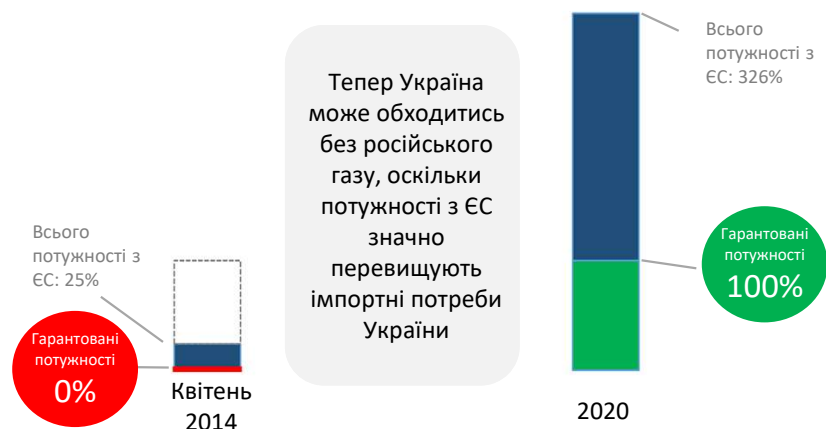 Всього
потужності з
ЄС: 25%
Гарантовані
потужності
0%
Квітень
2014
Тепер Україна
може обходитись
без російського
газу, оскільки
потужності з ЄС
значно
перевищують
імпортні потреби
України
Всього
потужності з
ЄС: 326%
Гарантовані
потужності
100%
2020